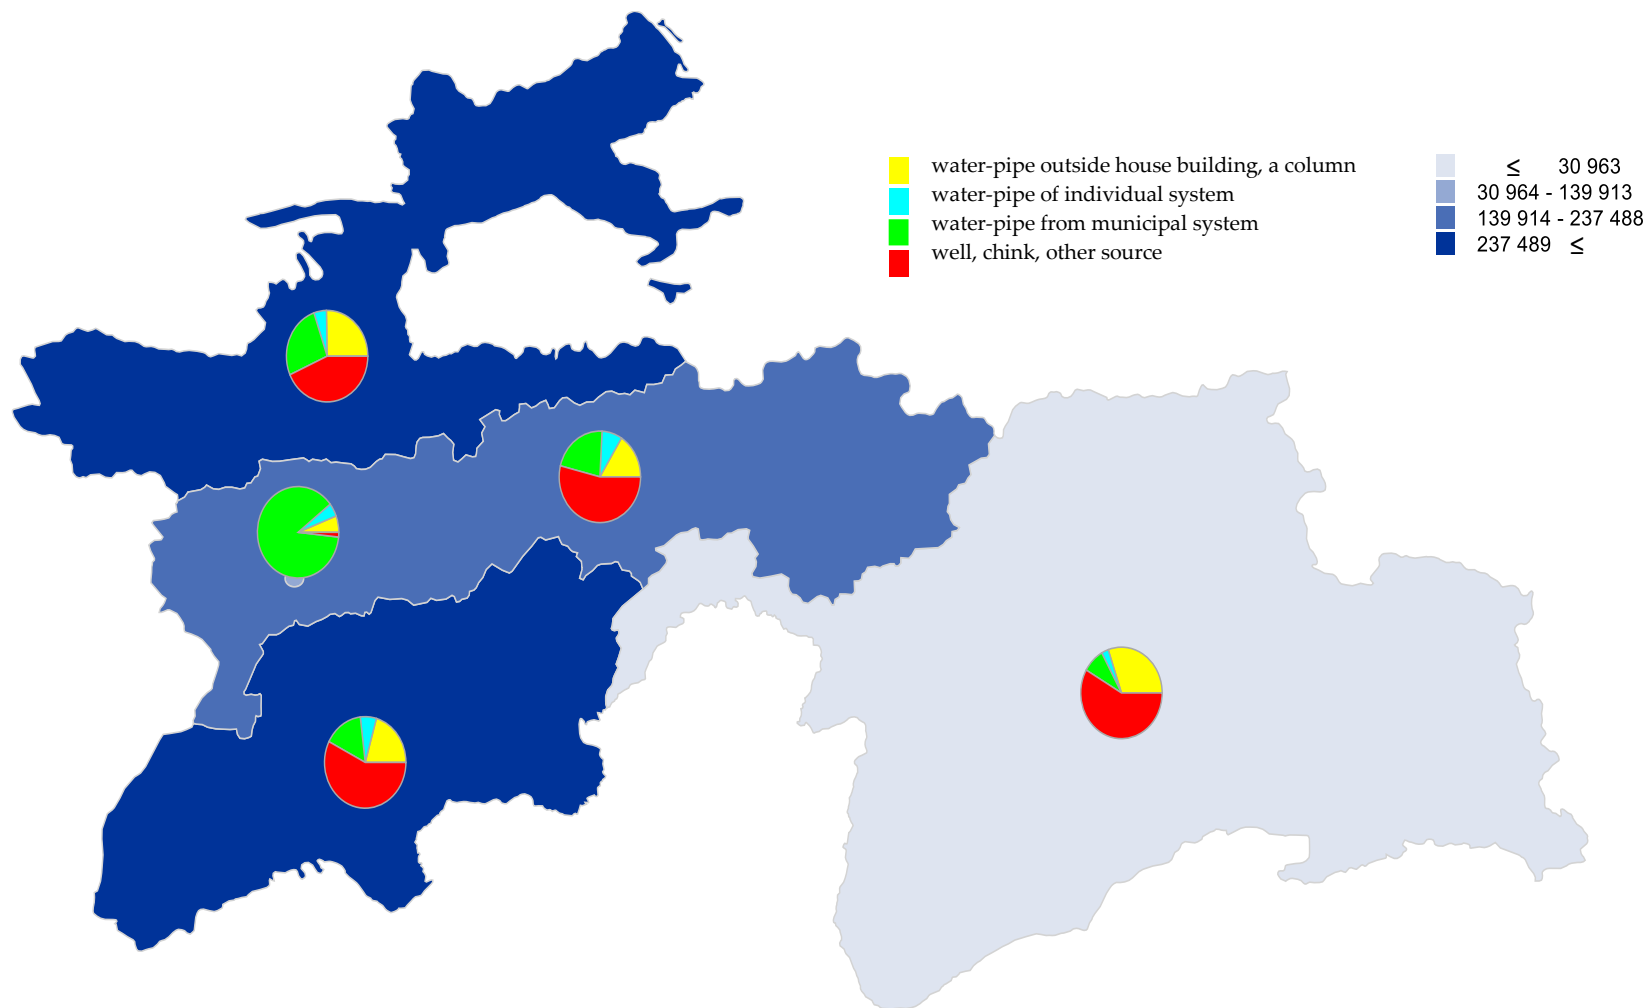 water-pipe outside house building, a column
water-pipe of individual system
water-pipe from municipal system
well, chink, other source
≤ 30 963
30 964 - 139 913
139 914 - 237 488
237 489 ≤